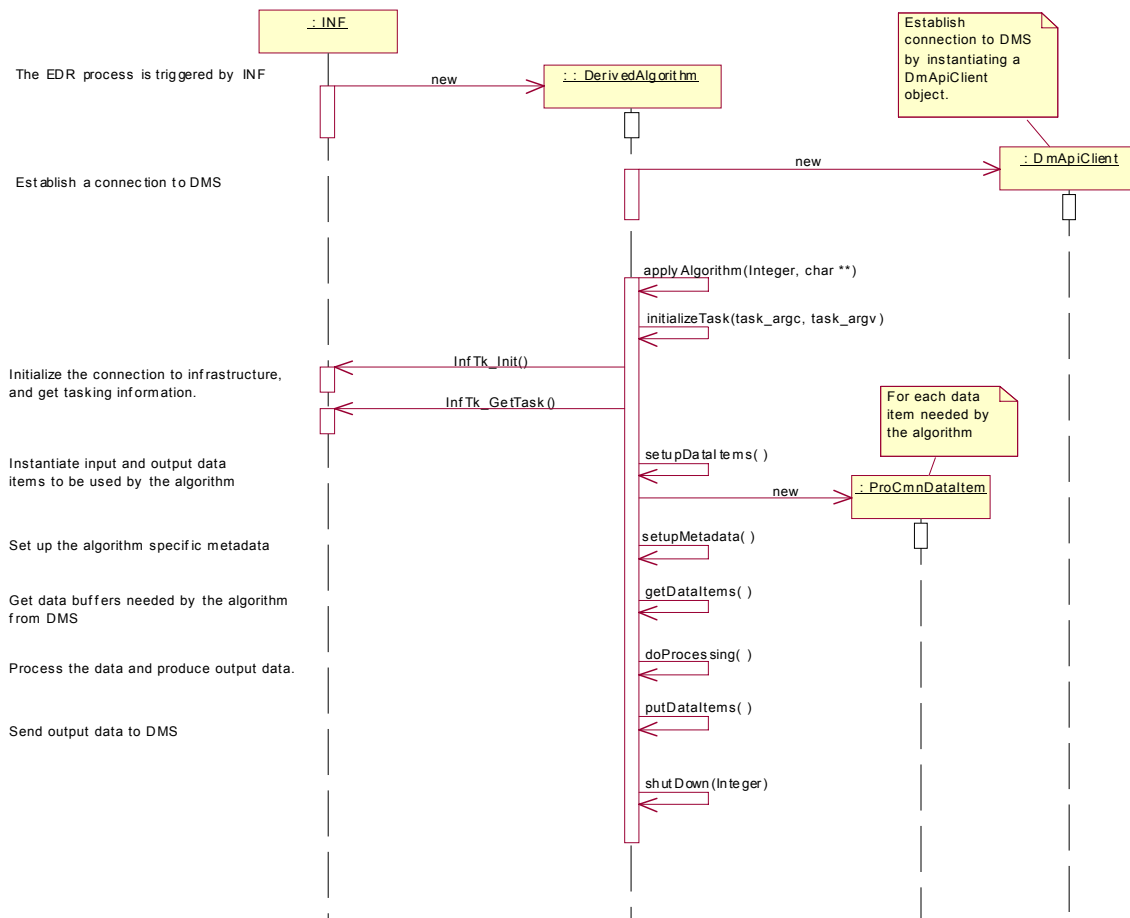 : INF
Establish
connection to DMS
by instantiating a
DmApiClient
object.
The EDR process is triggered by INF
new
: : DerivedAlgorithm
new
: DmApiClient
Establish a connection to DMS
applyAlgorithm(Integer, char **)
initializeTask(task_argc, task_argv)
InfTk_Init()
Initialize the connection to infrastructure,
and get tasking information.
InfTk_GetTask()
For each data
item needed by
the algorithm
Instantiate input and output data
items to be used by the algorithm
setupDataItems( )
new
: ProCmnDataItem
Set up the algorithm specific metadata
setupMetadata( )
Get data buffers needed by the algorithm
from DMS
getDataItems( )
Process the data and produce output data.
doProcessing( )
Send output data to DMS
putDataItems( )
shutDown(Integer)